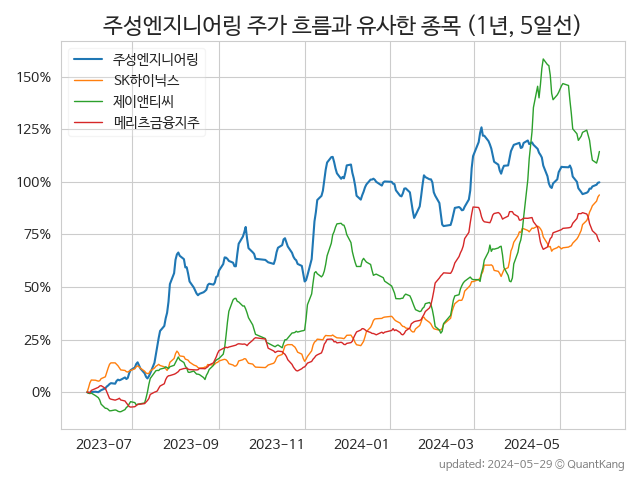 주성엔지니어링 주가 흐름과 유사한 종목 (1년, 5일선)
주성엔지니어링
SK하이닉스
제이앤티씨
메리츠금융지주
150%
125%
100%
75%
50%
25%
0%
2023-07 2023-09 2023-11 2024-01 2024-03 2024-05
updated: 2024-05-29 © QuantKang